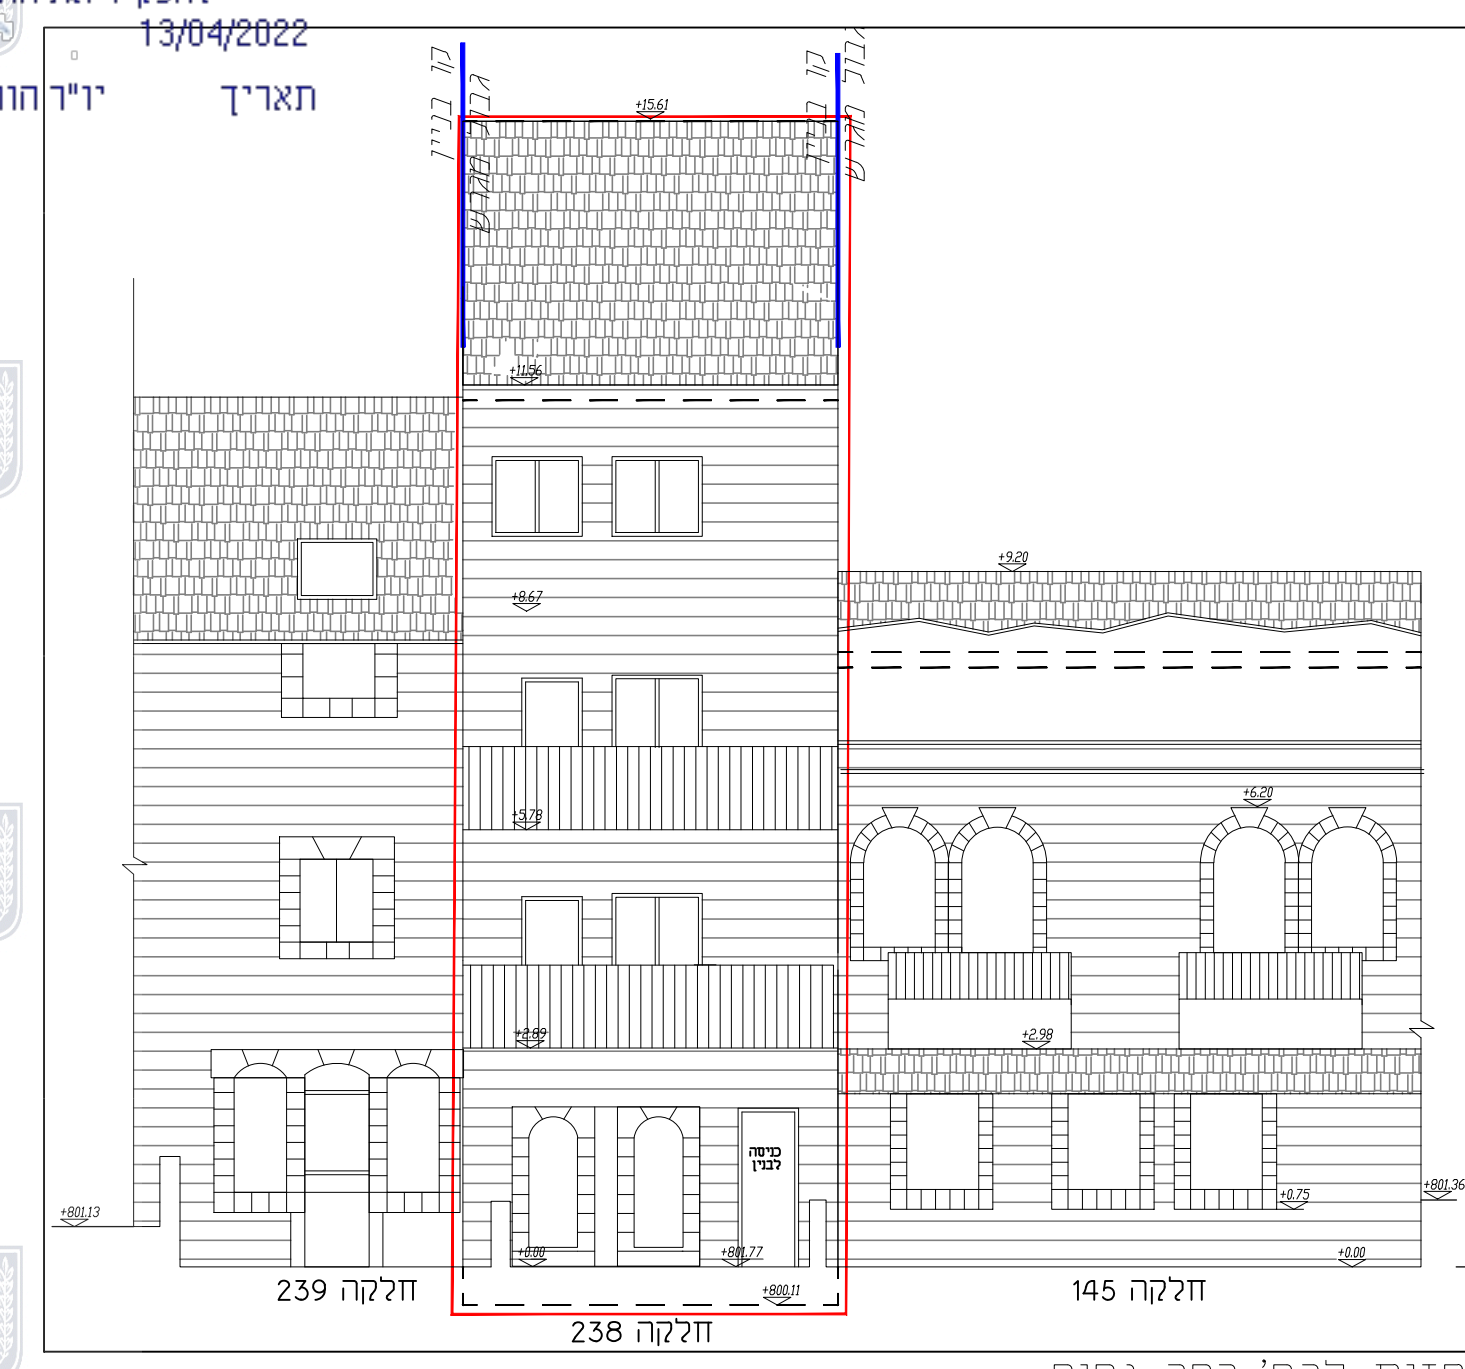 13/04/2022
תאריך
יו"ר
קו בניין
גבול מגרש
קו בניין
גבול מגרש
+15.61
+11.56
+9.20
+8.67
+6.20
+5.78
+2.89
+2.98
כניסה
לבנין
+801.13
+801.36
+0.75
+0.00
+801.77
+0.00
+800.11
חלקה 239
חלקה 145
חלקה 238